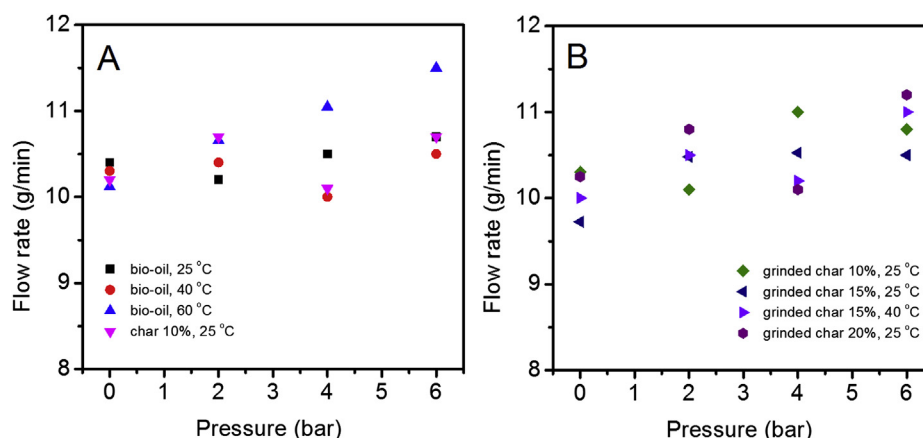 A
12
11
10
9
8
Flow rate (g/min)
bio-oil, 25 °C
bio-oil, 40 °C
bio-oil, 60 °C
char 10%, 25 °C
0 1 2 3 4 5 6
Pressure (bar)
B
12
11
10
9
8
Flow rate (g/min)
grinded char 10%, 25 °C
grinded char 15%, 25 °C
grinded char 15%, 40 °C
grinded char 20%, 25 °C
0 1 2 3 4 5 6
Pressure (bar)